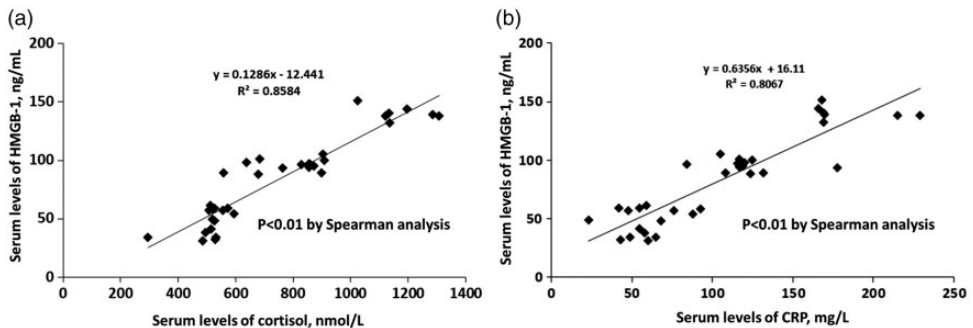 (a)
Serum levels of HMGB-1, ng/mL
200
150
100
50
0
y = 0.1286x - 12.441
R² = 0.8584
P<0.01 by Spearman analysis
0 200 400 600 800 1000 1200 1400
Serum levels of cortisol, nmol/L
(b)
Serum levels of HMGB-1, ng/mL
200
150
100
50
0
y = 0.6356x + 16.11
R² = 0.8067
P<0.01 by Spearman analysis
0 50 100 150 200 250
Serum levels of CRP, mg/L